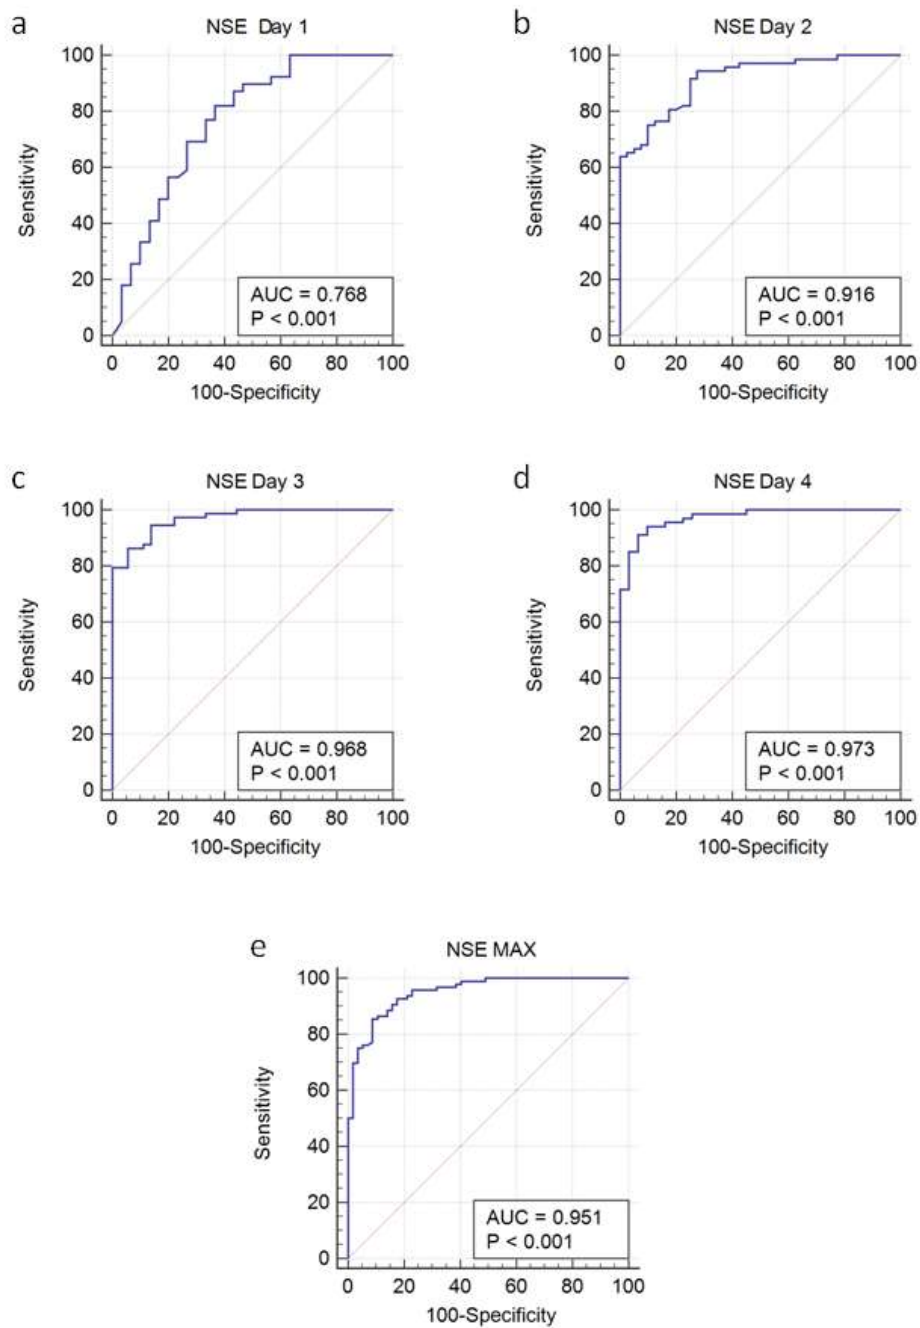 a
NSE Day 1
100
80
60
40
20
0
Sensitivity
AUC = 0.768
P < 0.001
0 20 40 60 80 100
100-Specificity
b
NSE Day 2
100
80
60
40
20
0
Sensitivity
AUC = 0.916
P < 0.001
0 20 40 60 80 100
100-Specificity
c
NSE Day 3
100
80
60
40
20
0
Sensitivity
AUC = 0.968
P < 0.001
0 20 40 60 80 100
100-Specificity
d
NSE Day 4
100
80
60
40
20
0
Sensitivity
AUC = 0.973
P < 0.001
0 20 40 60 80 100
100-Specificity
e
NSE MAX
100
80
60
40
20
0
Sensitivity
AUC = 0.951
P < 0.001
0 20 40 60 80 100
100-Specificity